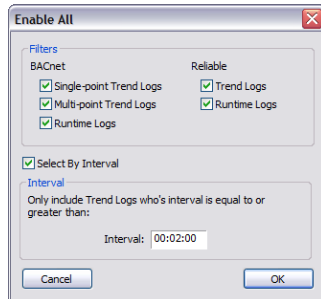 Enable All
Filters
BACnet
Reliable
Single-point Trend Logs
Trend Logs
Multi-point Trend Logs
Runtime Logs
Runtime Logs
Select By Interval
Interval
Only include Trend Logs who's interval is equal to or
greater than:
Interval: 00:02:00
Cancel
OK